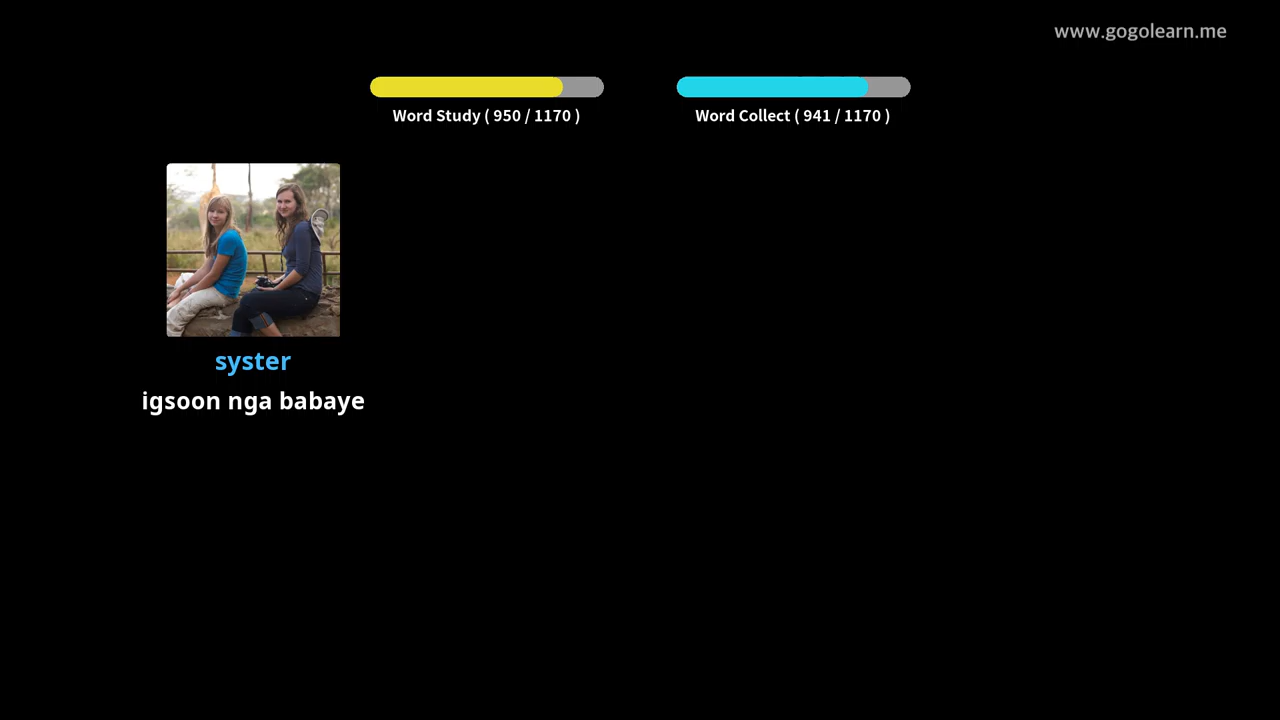 www.gogolearn.me
Word Study ( 950 / 1170 )
Word Collect ( 941 / 1170 )
syster
igsoon nga babaye